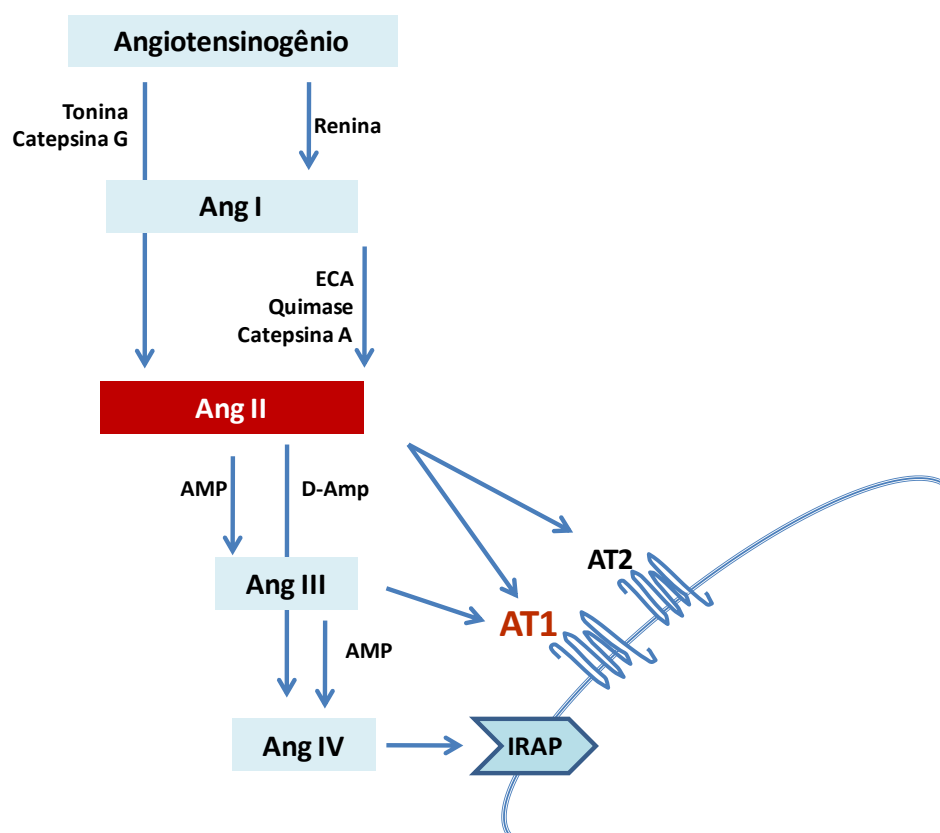 Angiotensinogênio
Tonina
Catepsina G
Renina
Ang I
ECA
Quimase
Catepsina A
Ang II
AMP
D-Amp
AT2
Ang III
AT1
AMP
Ang IV
IRAP